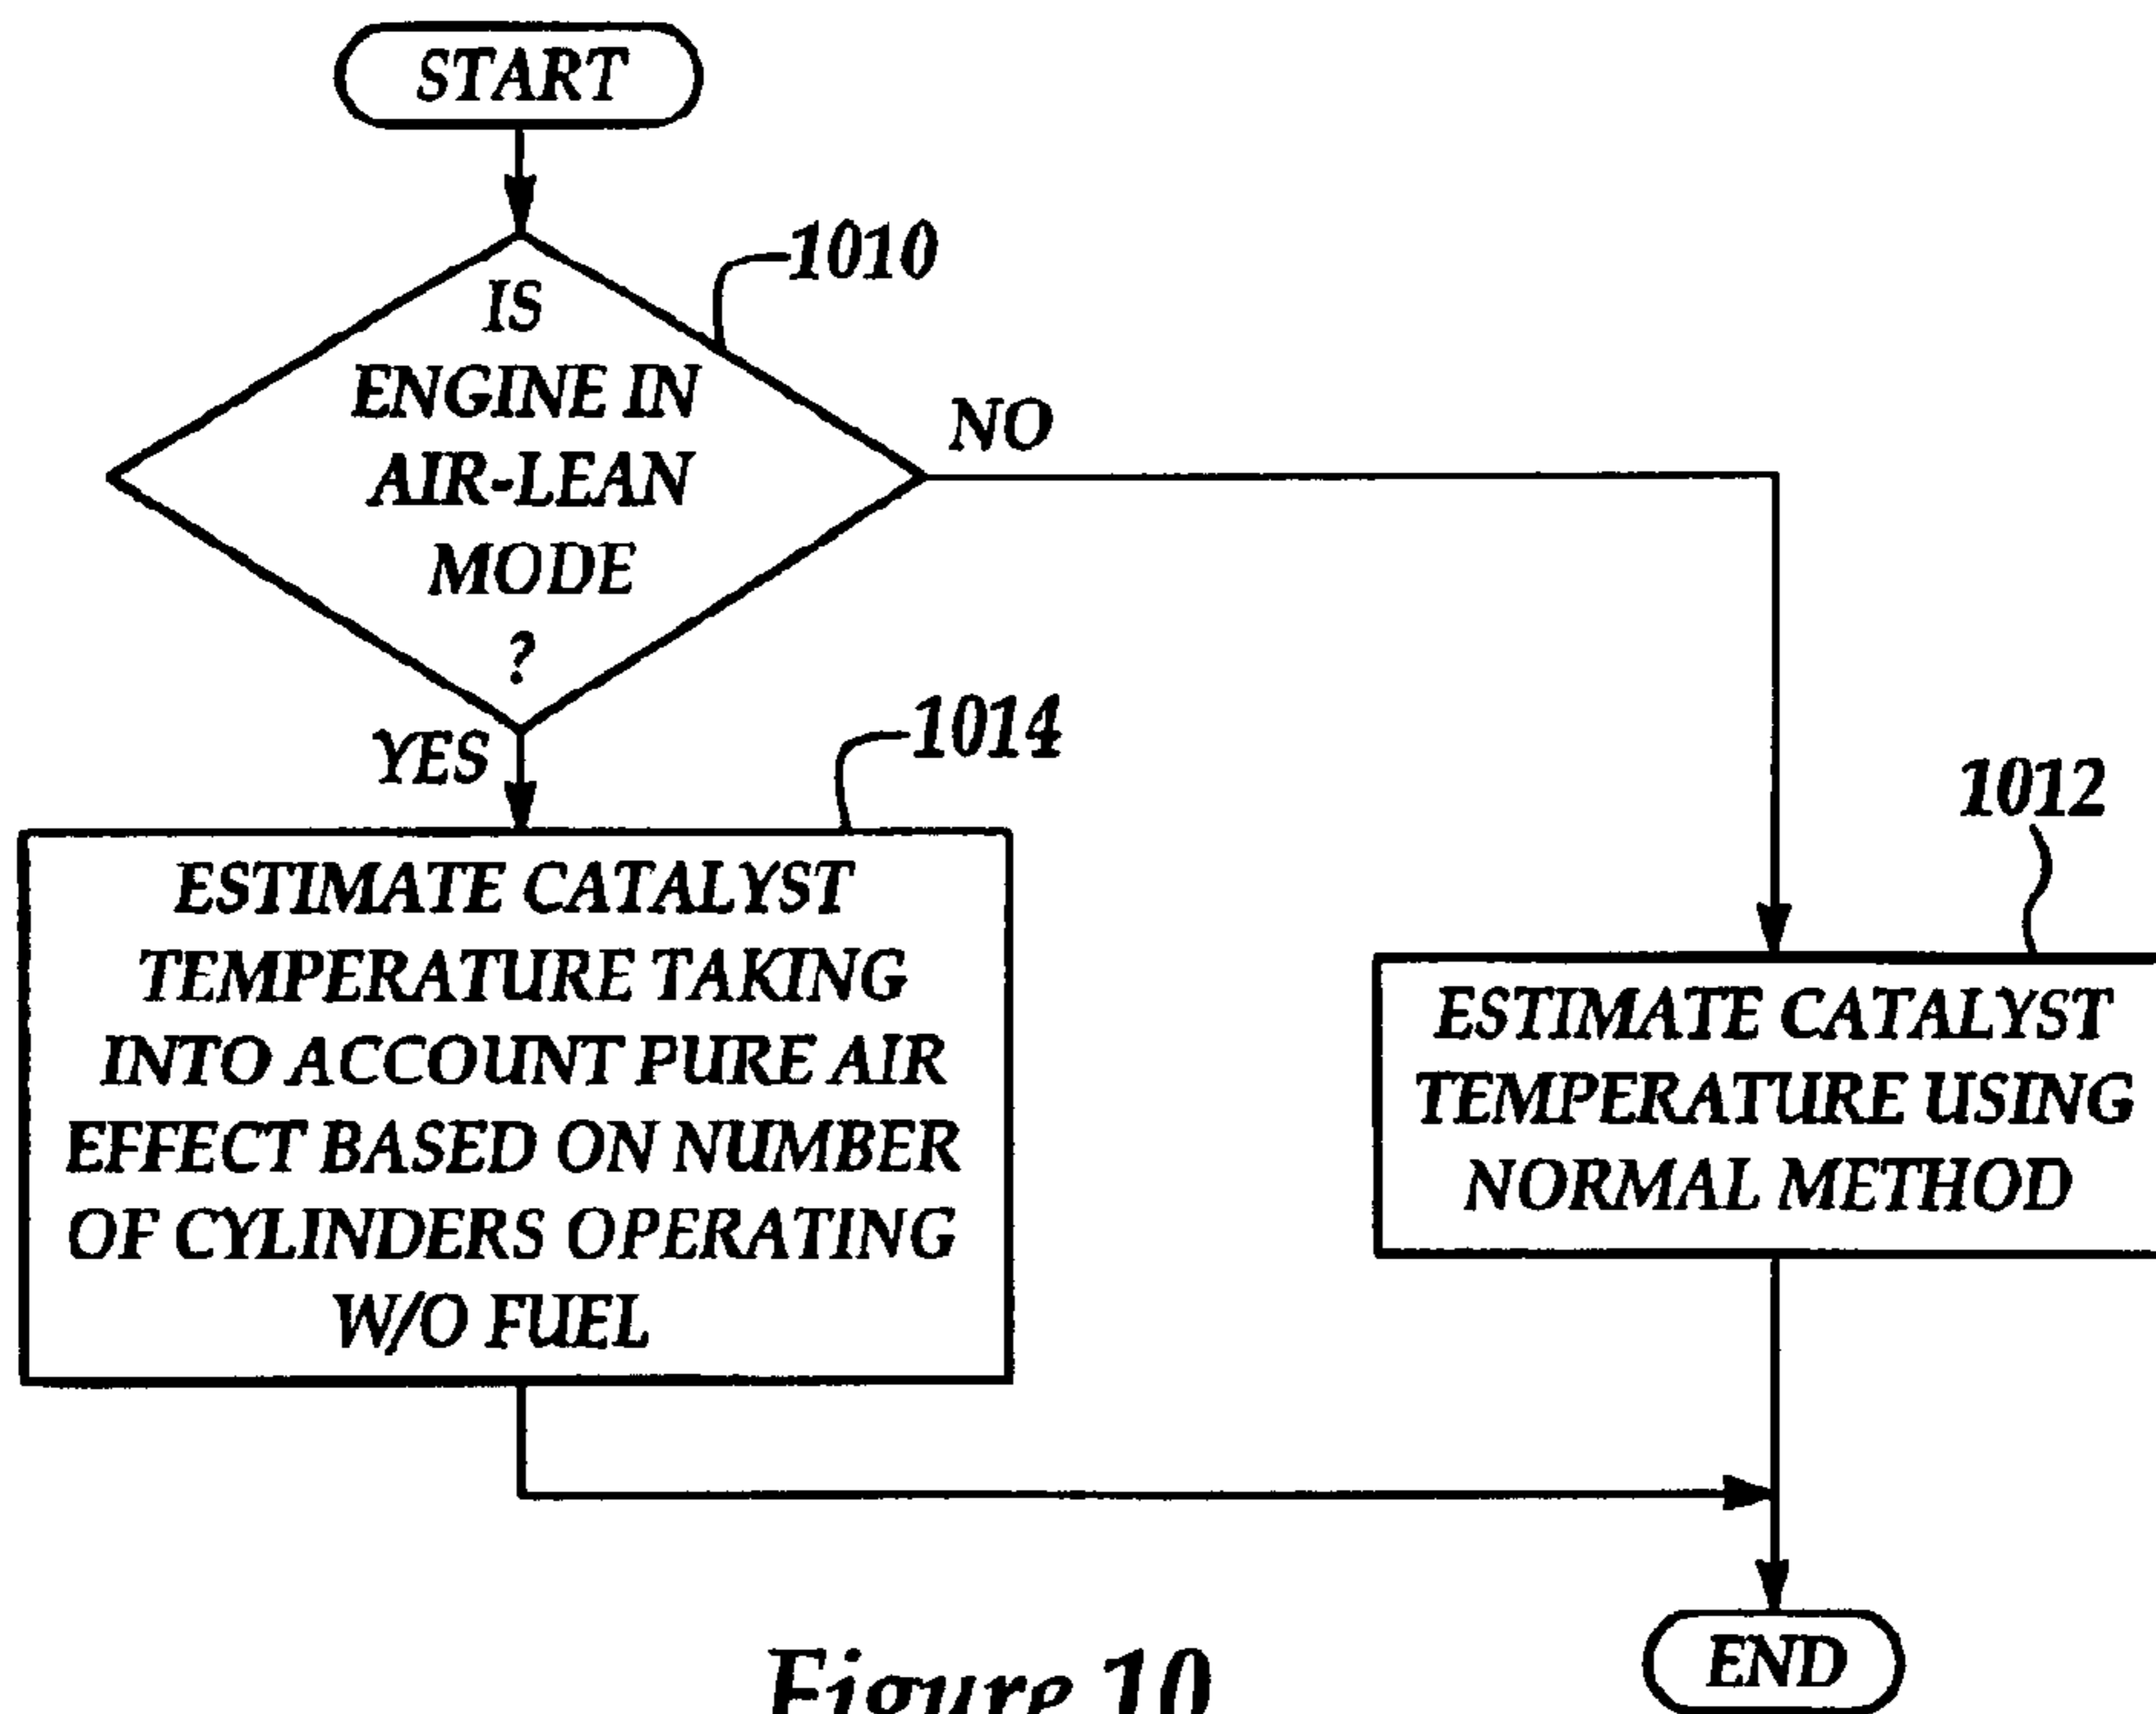 START
1010
IS
ENGINE IN
AIR-LEAN
MODE
?
NO
YES
1014
ESTIMATE CATALYST
TEMPERATURE TAKING
INTO ACCOUNT PURE AIR
EFFECT BASED ON NUMBER
OF CYLINDERS OPERATING
W/O FUEL
1012
ESTIMATE CATALYST
TEMPERATURE USING
NORMAL METHOD
END
Figure 10